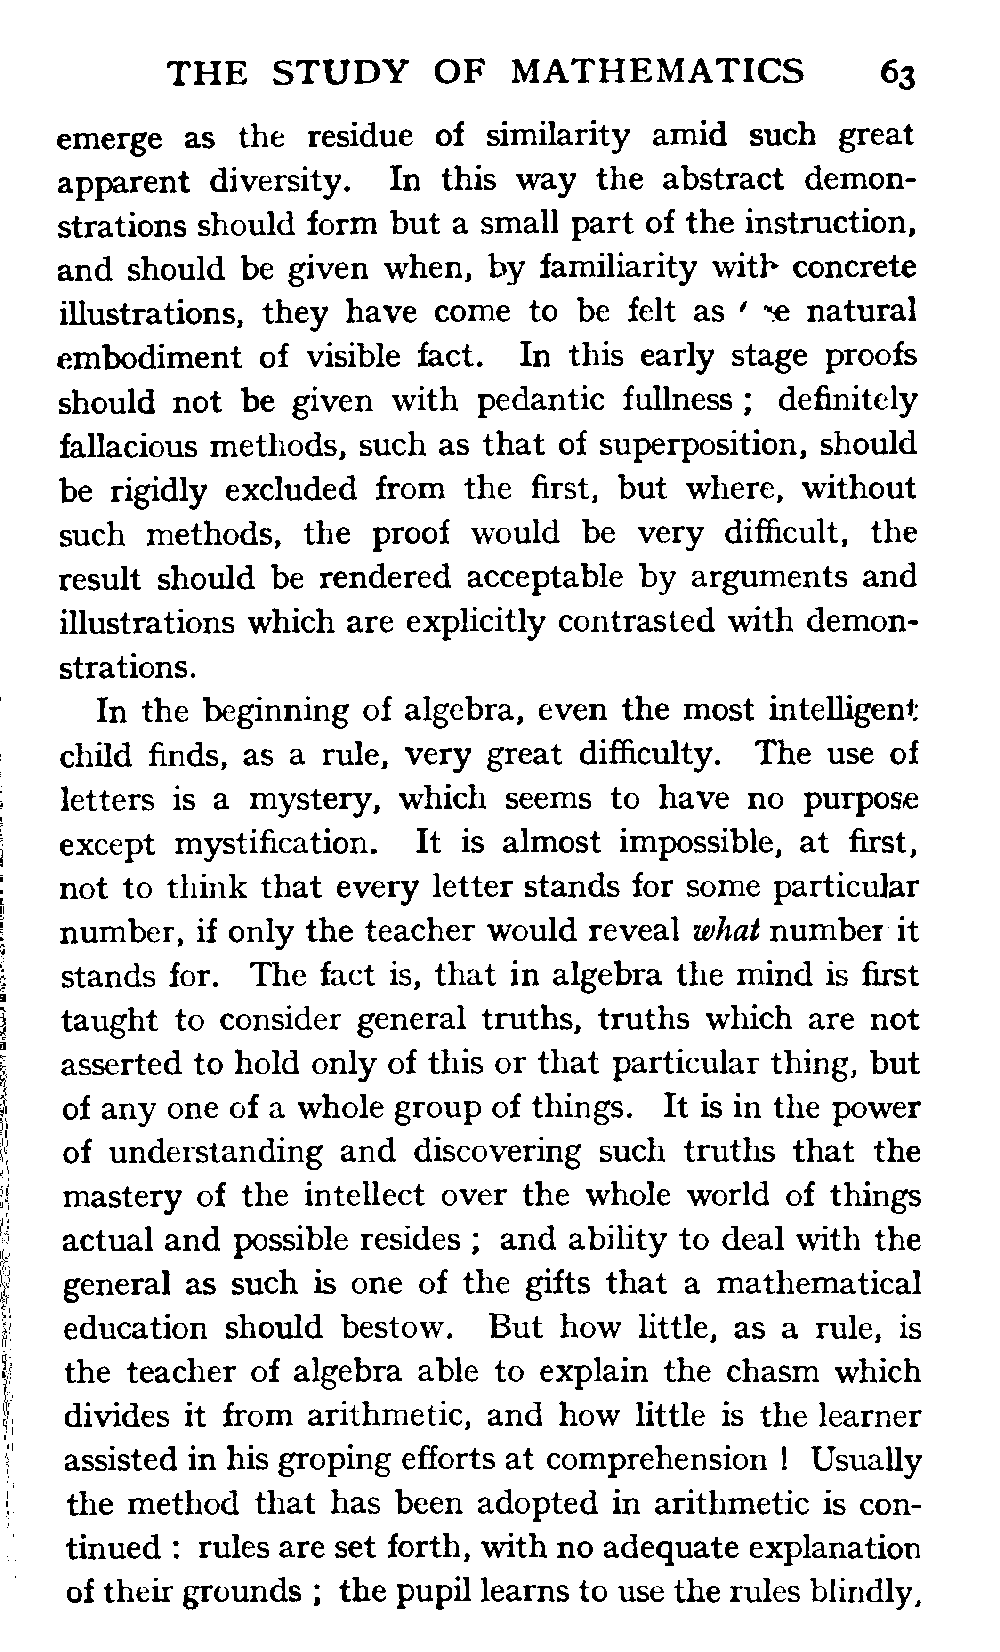 THE STUDY OF MATHEMATICS 63
emerge as the residue of similarity amid such great
apparent diversity. In this way the abstract demon-
strations should form but a small part of the instruction,
and should be given when, by familiarity with concrete
illustrations, they have come to be felt as natural
embodiment of visible fact. In this early stage proofs
should not be given with pedantic fullness ; definitely
fallacious methods, such as that of superposition, should
be rigidly excluded from the first, but where, without
such methods, the proof would be very difficult, the
result should be rendered acceptable by arguments and
illustrations which are explicitly contrasted with demon-
strations.
In the beginning of algebra, even the most intelligent
child finds, as a rule, very great difficulty. The use of
letters is a mystery, which seems to have no purpose
except mystification. It is almost impossible, at first,
not to think that every letter stands for some particular
number, if only the teacher would reveal what number it
stands for. The fact is, that in algebra the mind is first
taught to consider general truths, truths which are not
asserted to hold only of this or that particular thing, but
of any one of a whole group of things. It is in the power
of understanding and discovering such truths that the
mastery of the intellect over the whole world of things
actual and possible resides ; and ability to deal with the
general as such is one of the gifts that a mathematical
education should bestow. But how little, as a rule, is
the teacher of algebra able to explain the chasm which
divides it from arithmetic, and how little is the learner
assisted in his groping efforts at comprehension ! Usually
the method that has been adopted in arithmetic is con-
tinued : rules are set forth, with no adequate explanation
of their grounds ; the pupil learns to use the rules blindly,